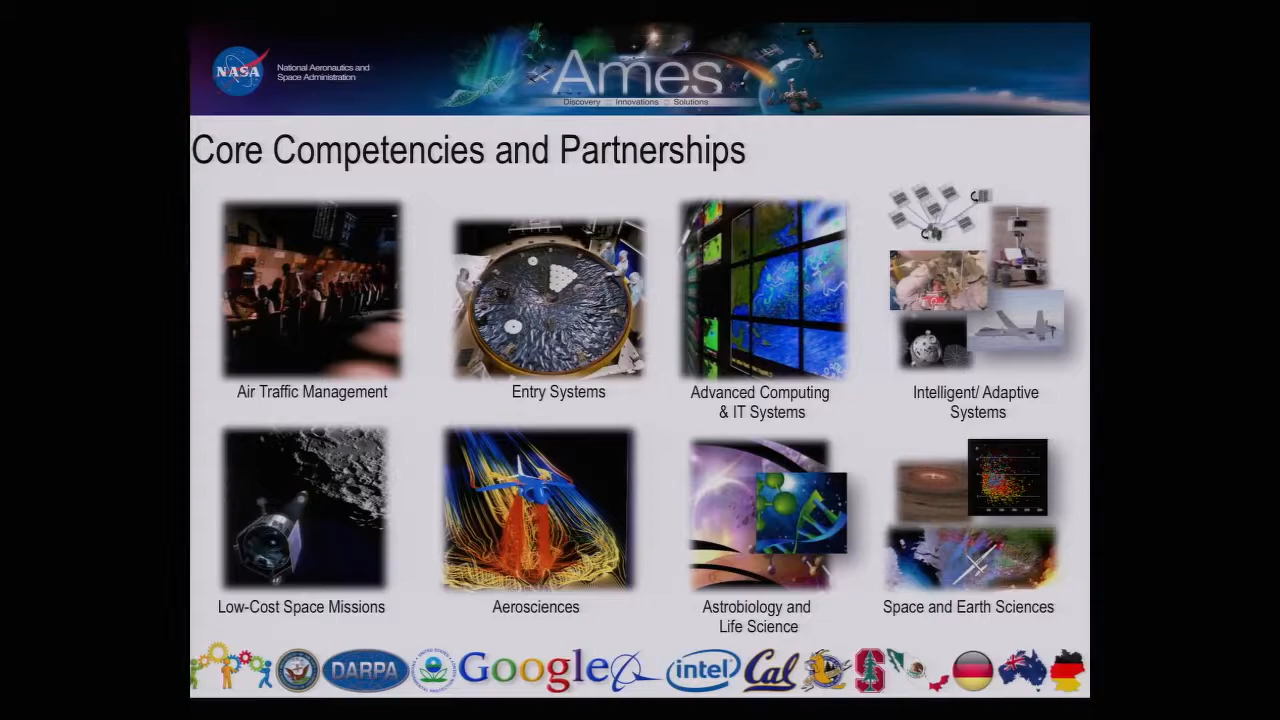 NASA
National Aeronautics and
Space Administration
Ames
Discovery :: Innovations :: Solutions
Core Competencies and Partnerships
Air Traffic Management
Entry Systems
Advanced Computing
& IT Systems
Intelligent/ Adaptive
Systems
Low-Cost Space Missions
Aerosciences
Astrobiology and
Life Science
Space and Earth Sciences
DARPA
Google
intel
Cal
S